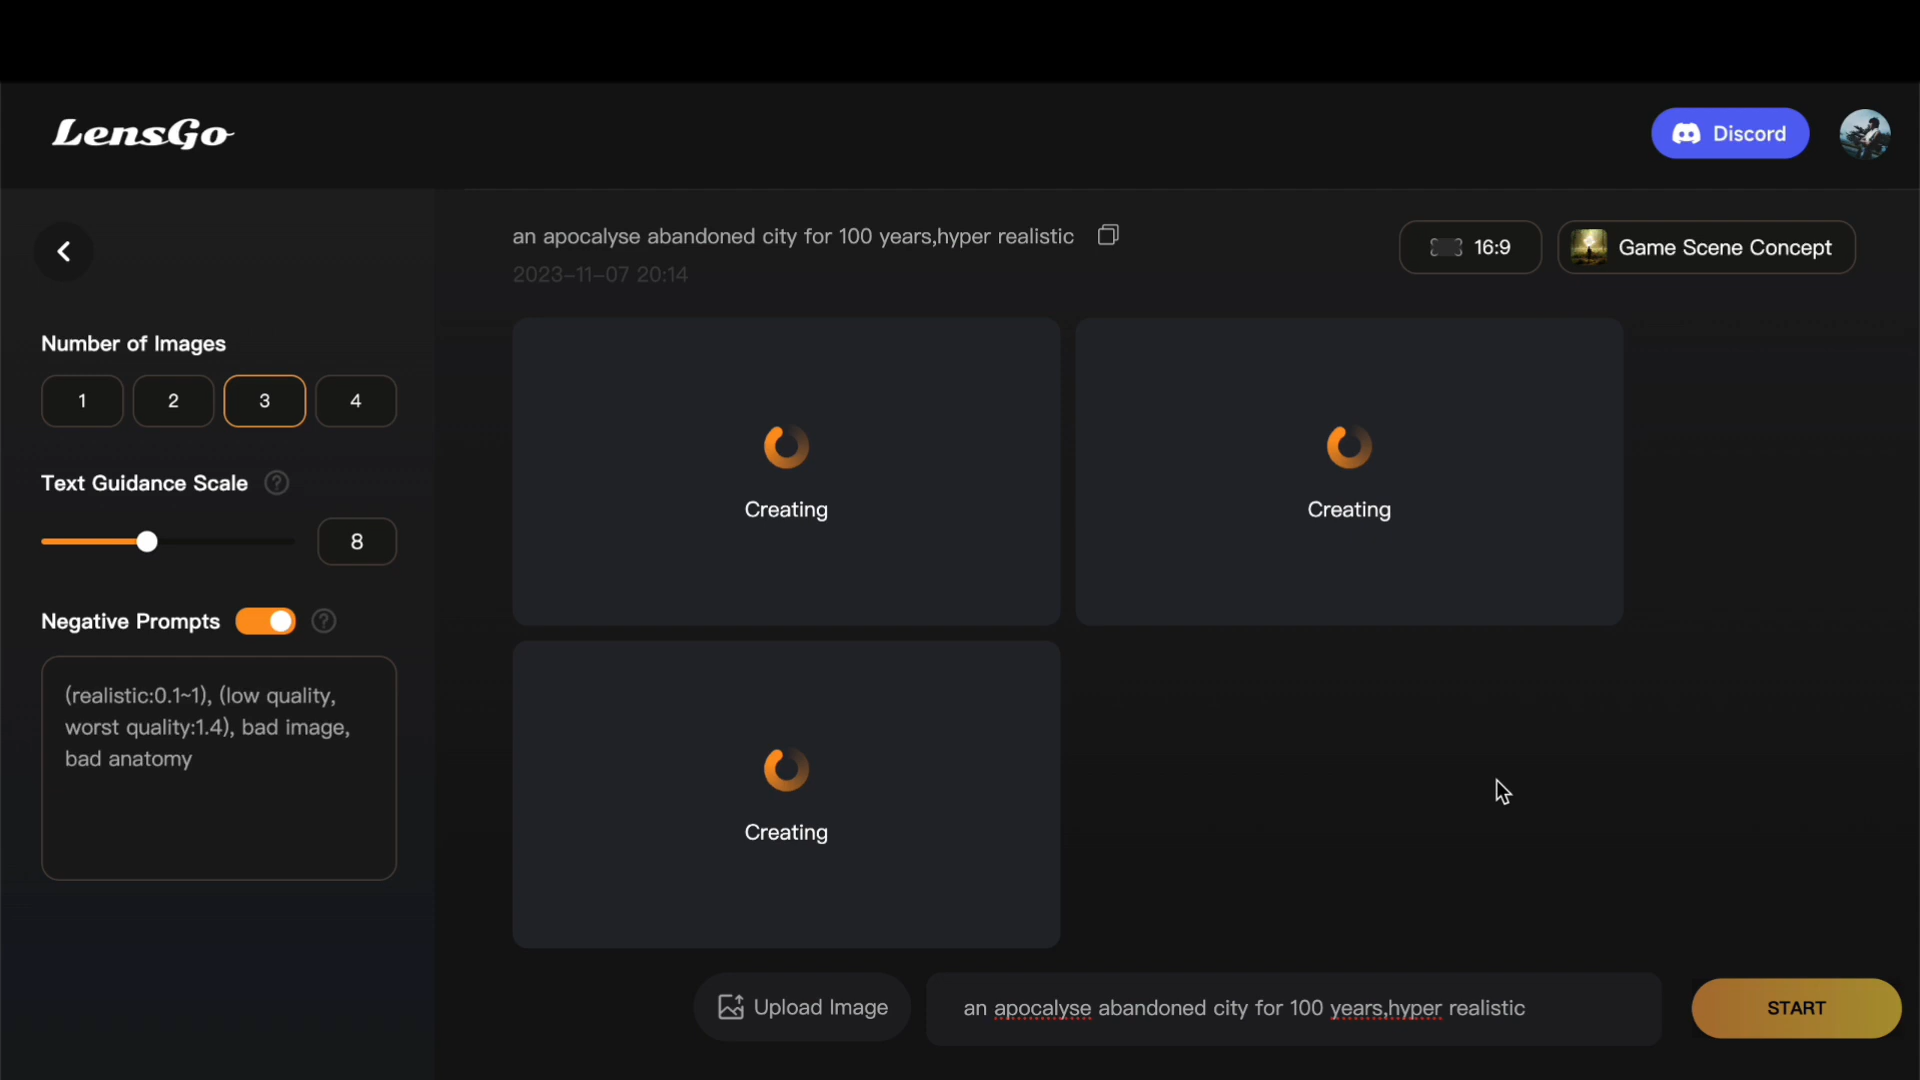 LensGo
Discord
an apocalyse abandoned city for 100 years,hyper realistic
2023-11-07 20:14
16:9
Game Scene Concept
Number of Images
1
2
3
4
Text Guidance Scale
?
8
Negative Prompts
?
(realistic:0.1~1), (low quality,
worst quality:1.4), bad image,
bad anatomy
Creating
Creating
Creating
Upload Image
an apocalyse abandoned city for 100 years,hyper realistic
START